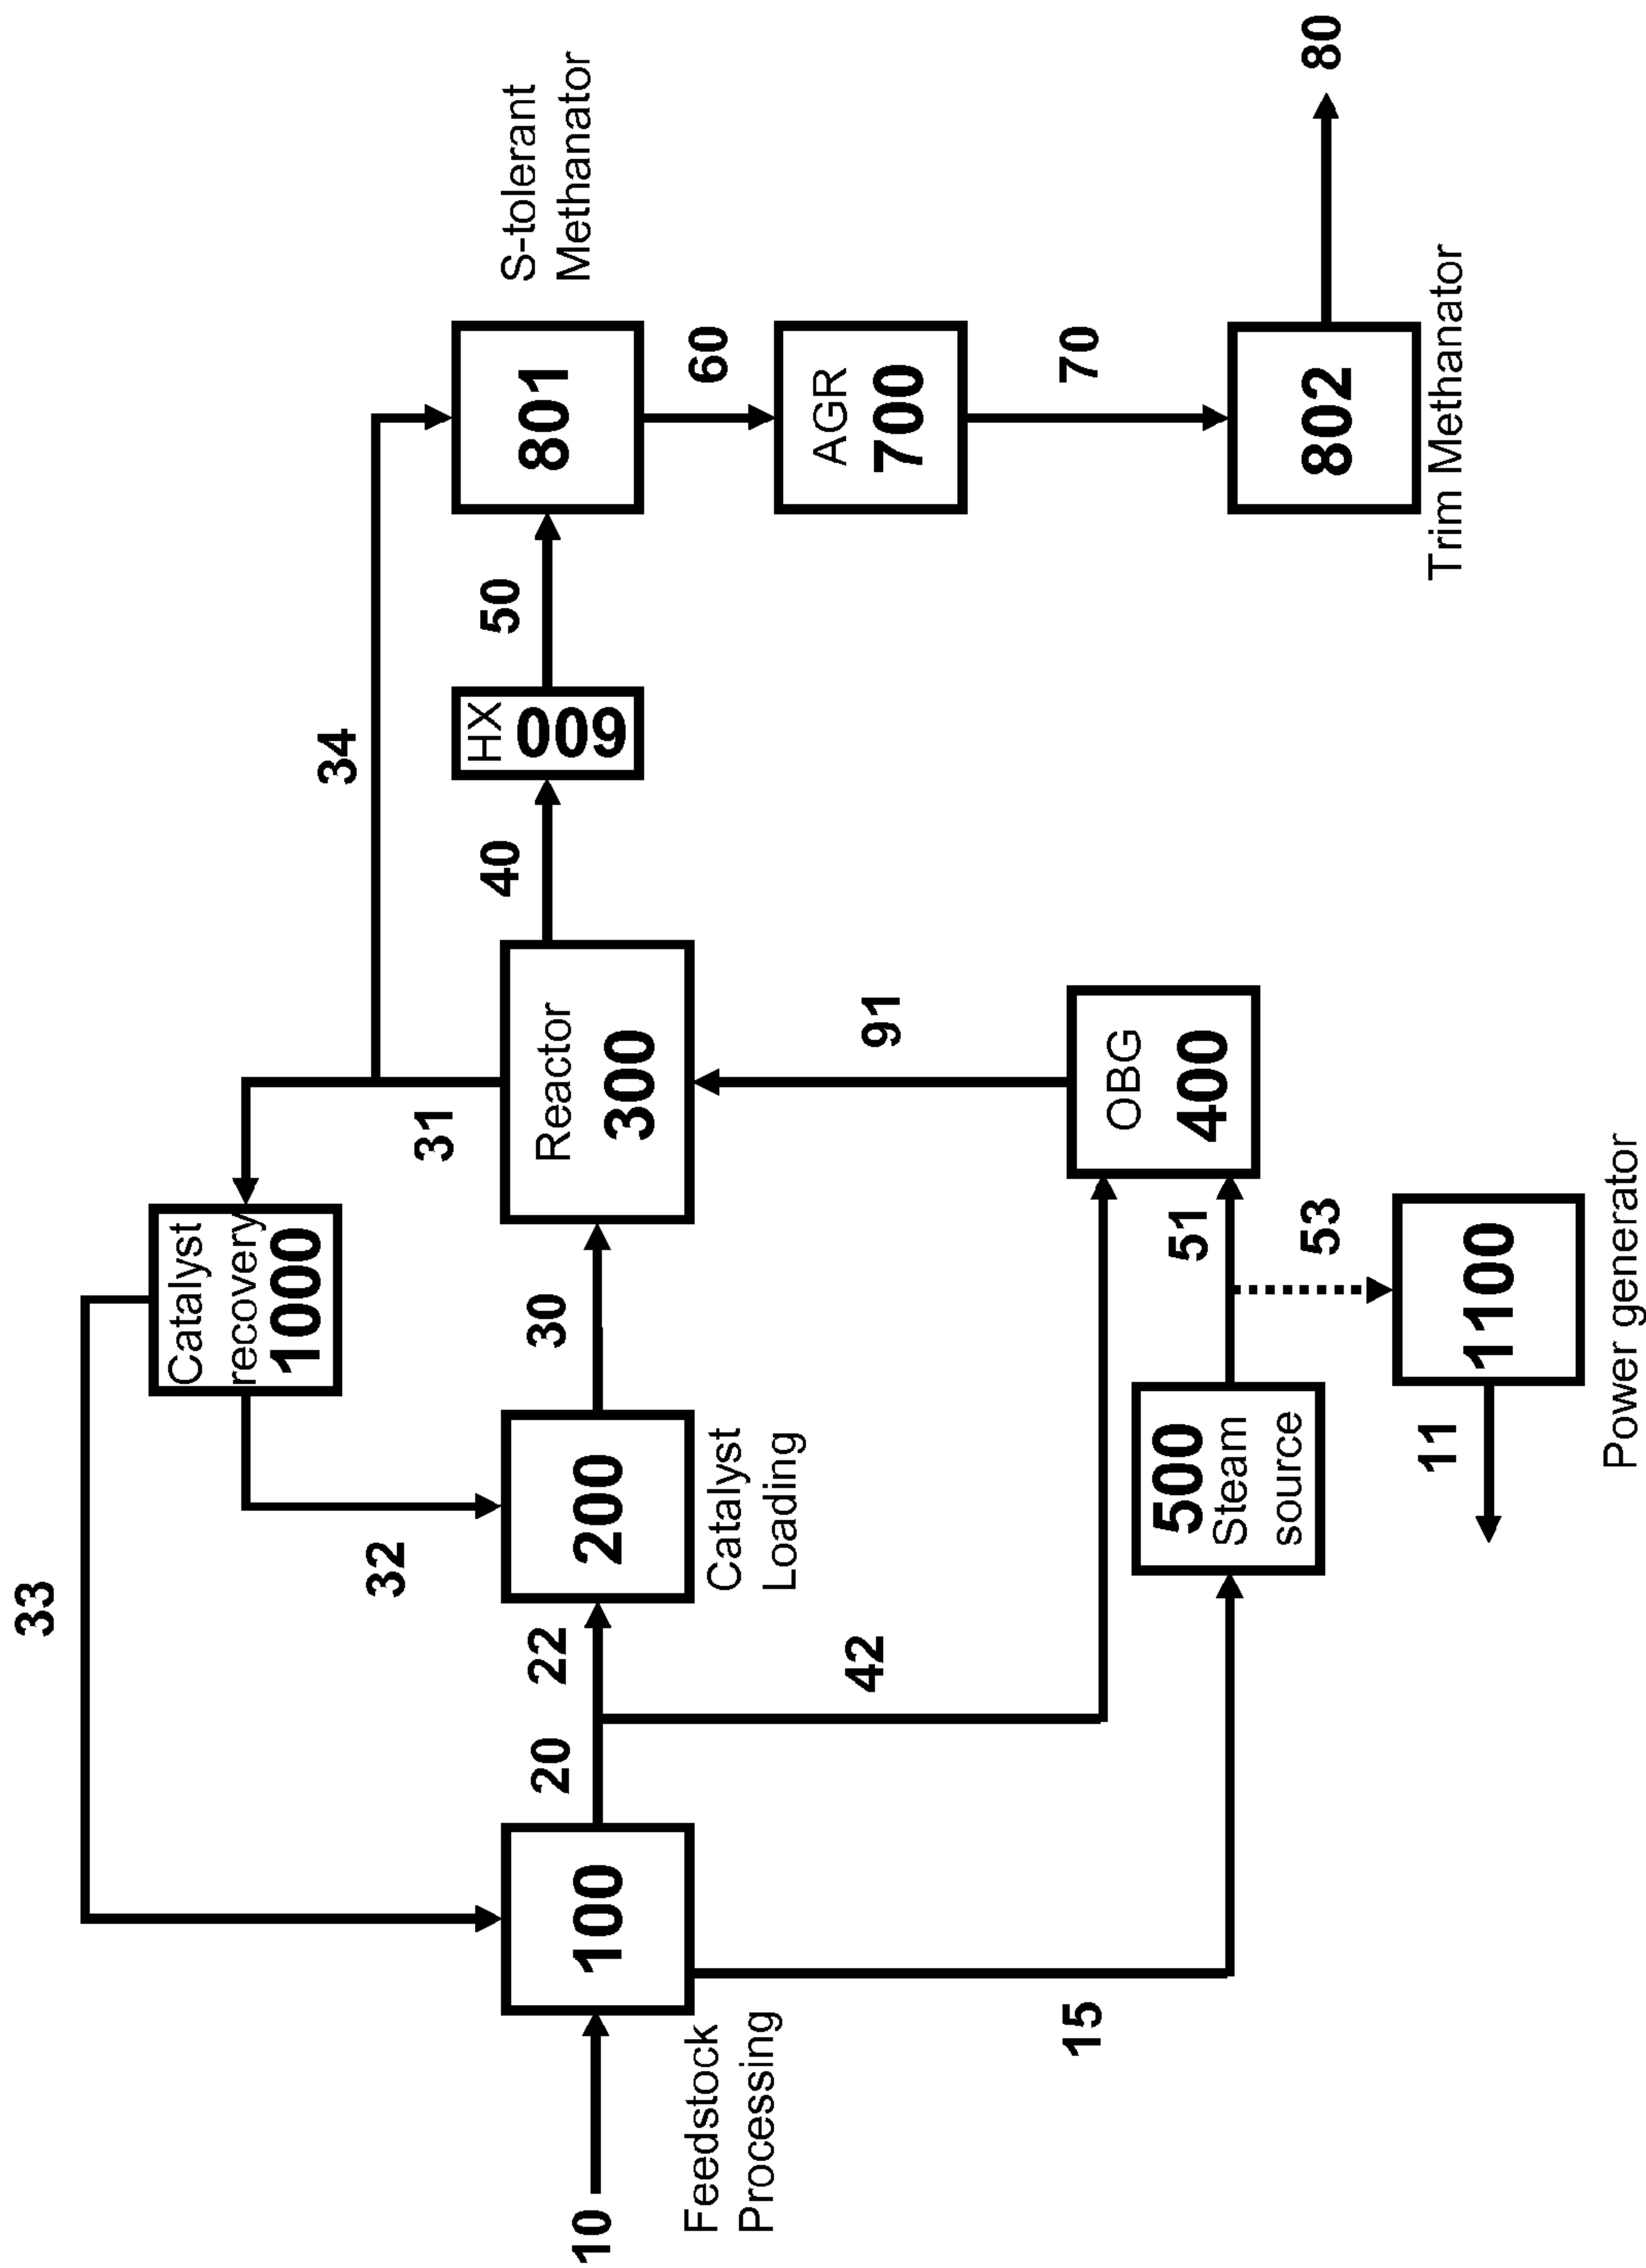 33
Catalyst
recovery
1000
34
32
31
S-tolerant
Methanator
10
100
Feedstock
Processing
20
22
200
Catalyst
Loading
30
Reactor
300
40
HX
600
50
801
60
42
91
AGR
700
15
500
Steam
source
51
OBG
400
70
53
11
1100
Power generator
802
Trim Methanator
80